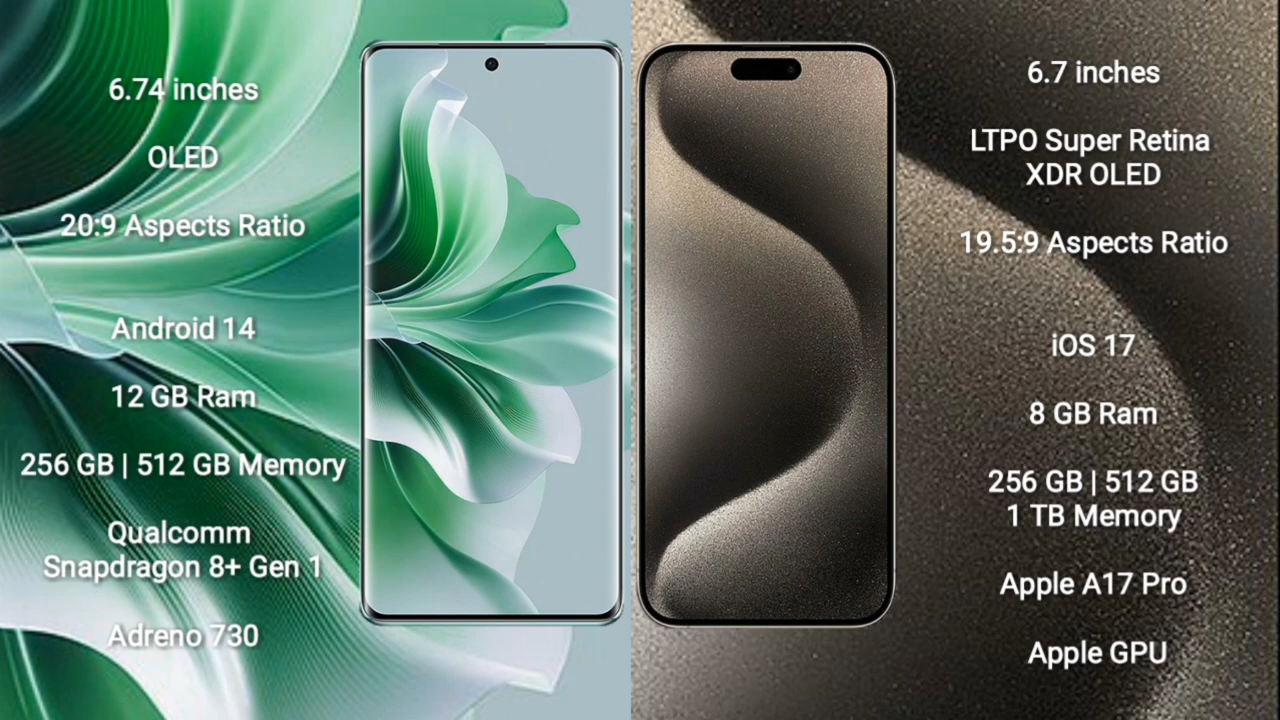 6.74 inches
OLED
20:9 Aspects Ratio
Android 14
12 GB Ram
256 GB | 512 GB Memory
Qualcomm
Snapdragon 8+ Gen 1
Adreno 730
6.7 inches
LTPO Super Retina
XDR OLED
19.5:9 Aspects Ratio
iOS 17
8 GB Ram
256 GB | 512 GB
1 TB Memory
Apple A17 Pro
Apple GPU